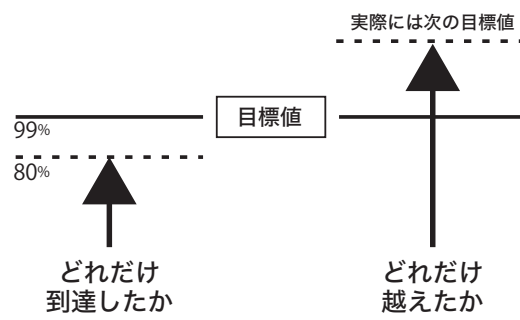 実際には次の目標値
目標値
99%
80%
どれだけ
到達したか
どれだけ
越えたか